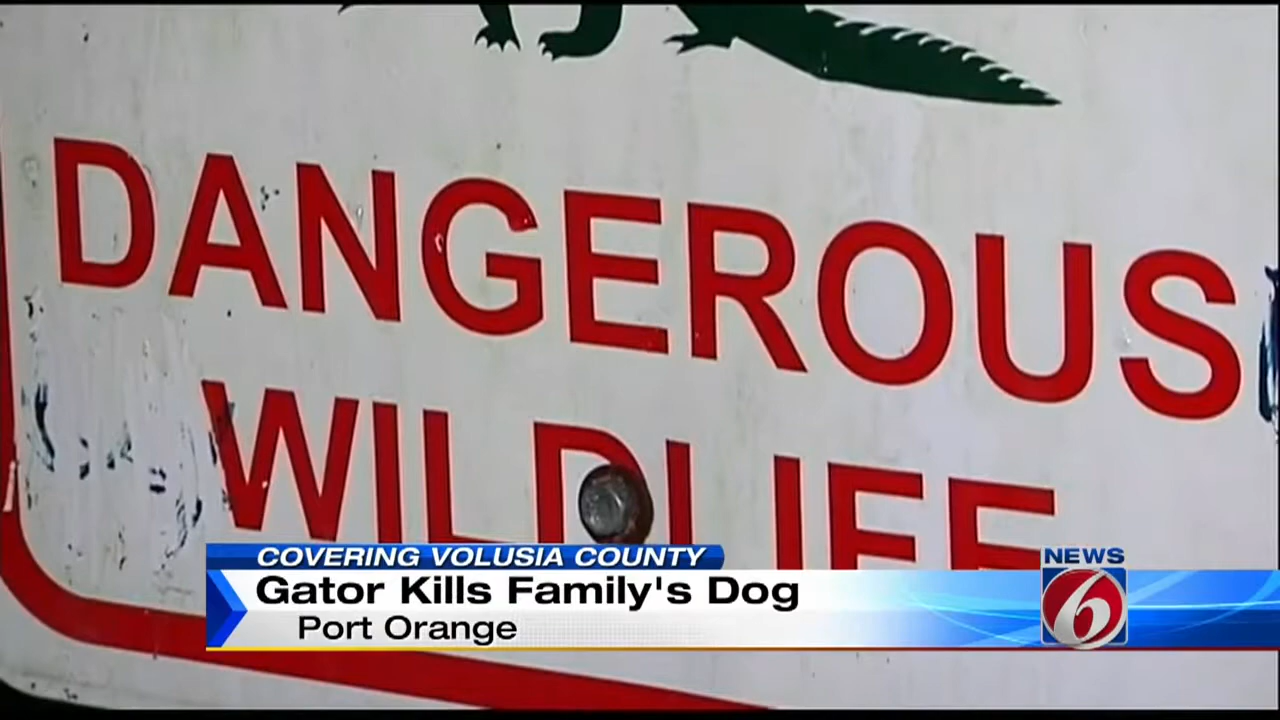 DANGEROUS
WILDLIFE
COVERING VOLUSIA COUNTY
Gator Kills Family's Dog
Port Orange
NEWS
6